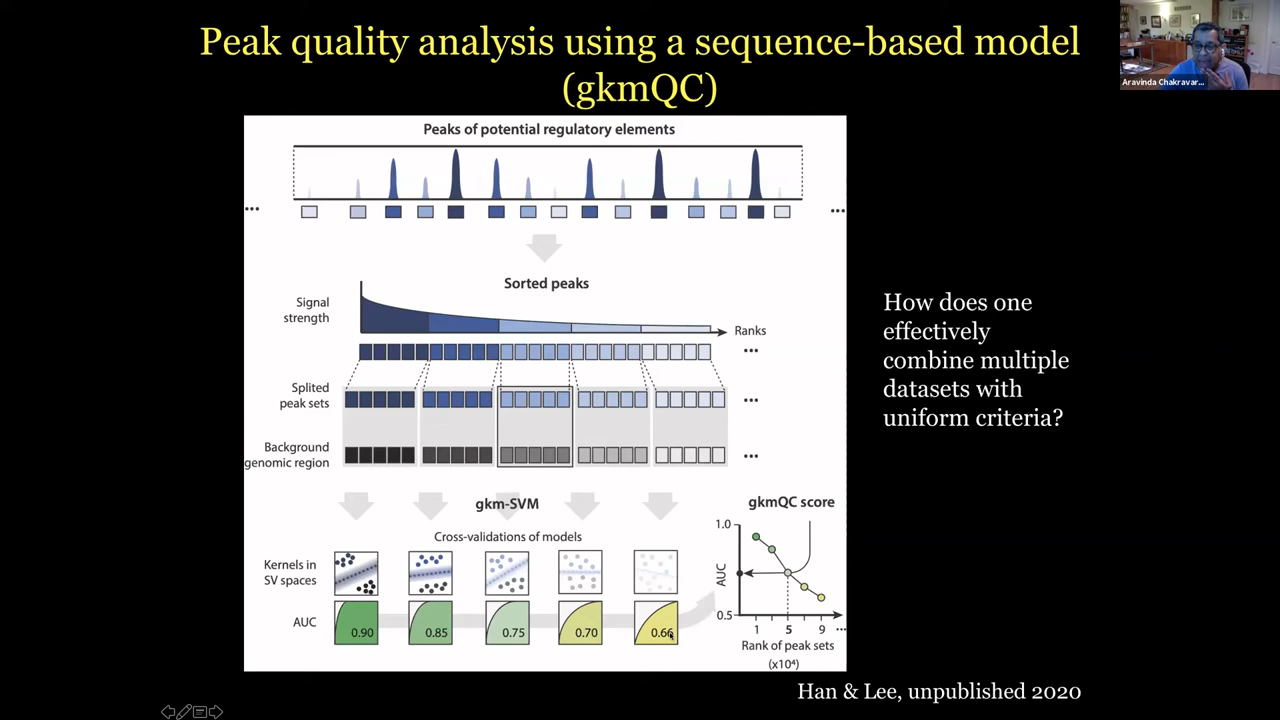 Peak quality analysis using a sequence-based model
(gkmQC)
Aravinda Chakravar...
Peaks of potential regulatory elements
...
...
Sorted peaks
Signal
strength
Ranks
...
Splited
peak sets
...
Background
genomic region
...
How does one
effectively
combine multiple
datasets with
uniform criteria?
gkm-SVM
Cross-validations of models
Kernels in
SV spaces
AUC
0.90
0.85
0.75
0.70
0.66
gkmQC score
1.0
AUC
0.5
1 5 9 ...
Rank of peak sets
(x10⁴)
Han & Lee, unpublished 2020